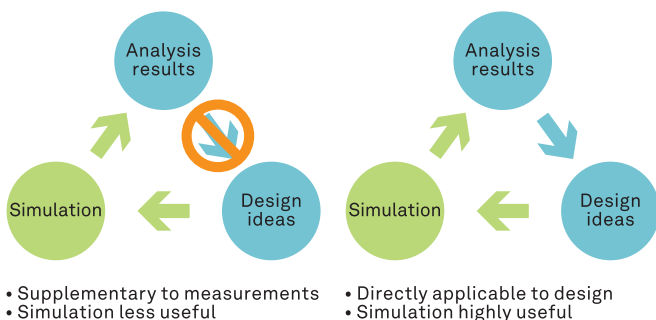 Analysis
results
Simulation
Design
ideas
• Supplementary to measurements
• Simulation less useful
Analysis
results
Simulation
Design
ideas
• Directly applicable to design
• Simulation highly useful